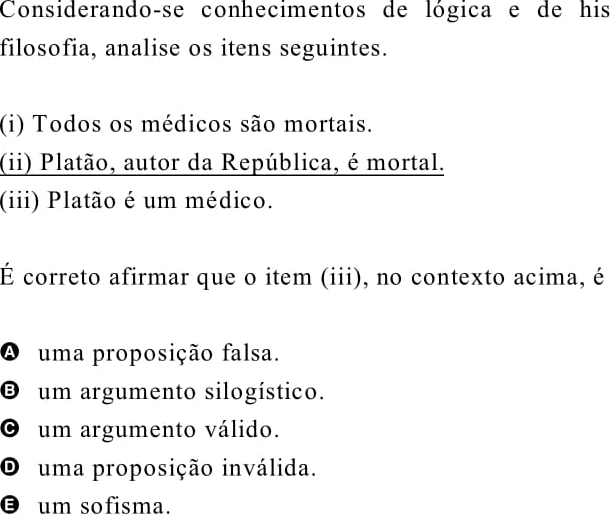 Considerando-se conhecimentos de lógica e de his
filosofia, analise os itens seguintes.
(i) Todos os médicos são mortais.
(ii) Platão, autor da República, é mortal.
(iii) Platão é um médico.
É correto afirmar que o item (iii), no contexto acima, é
A uma proposição falsa.
B um argumento silogístico.
C um argumento válido.
D uma proposição inválida.
E um sofisma.